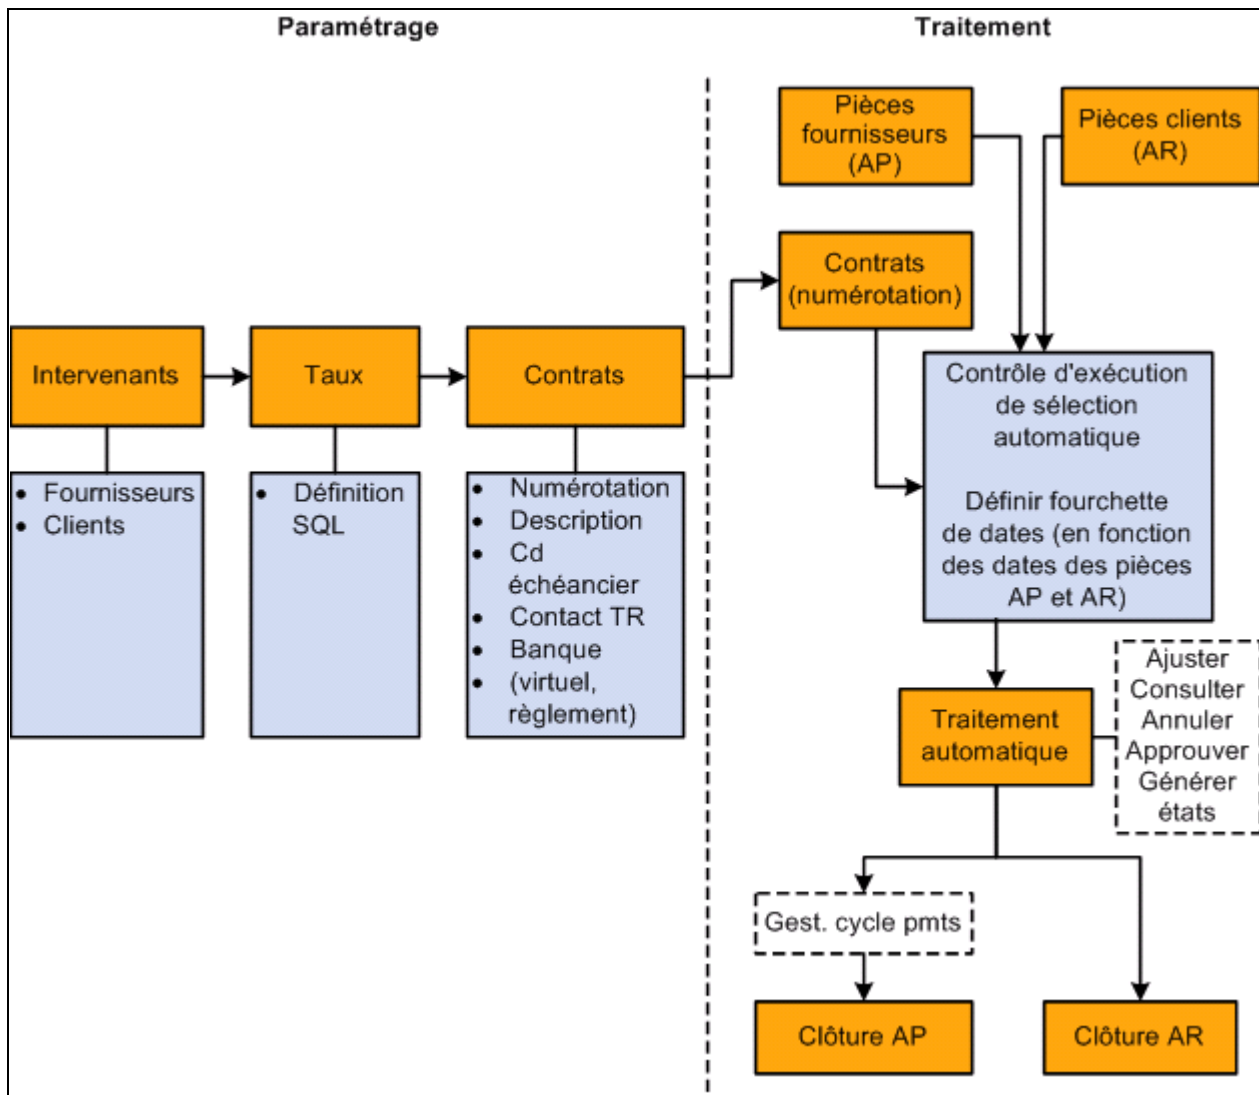 Paramétrage
Traitement
Pièces
fournisseurs
(AP)
Pièces clients
(AR)
Contrats
(numérotation)
Intervenants
Taux
Contrats
• Fournisseurs
• Clients
• Définition
SQL
• Numérotation
• Description
• Cd
échéancier
• Contact TR
• Banque
• (virtuel,
règlement)
Contrôle d'exécution
de sélection
automatique
Définir fourchette
de dates (en fonction
des dates des pièces
AP et AR)
Traitement
automatique
Ajuster
Consulter
Annuler
Approuver
Générer
états
Gest. cycle pmts
Clôture AP
Clôture AR